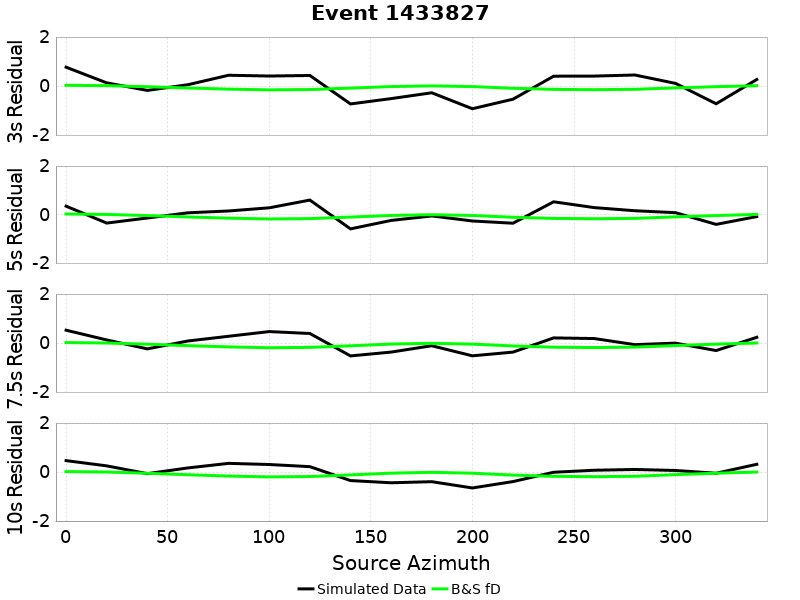 Event 1433827
3s Residual
2
0
-2
5s Residual
2
0
-2
7.5s Residual
2
0
-2
10s Residual
2
0
-2
0 50 100 150 200 250 300
Source Azimuth
Simulated Data B&S fD